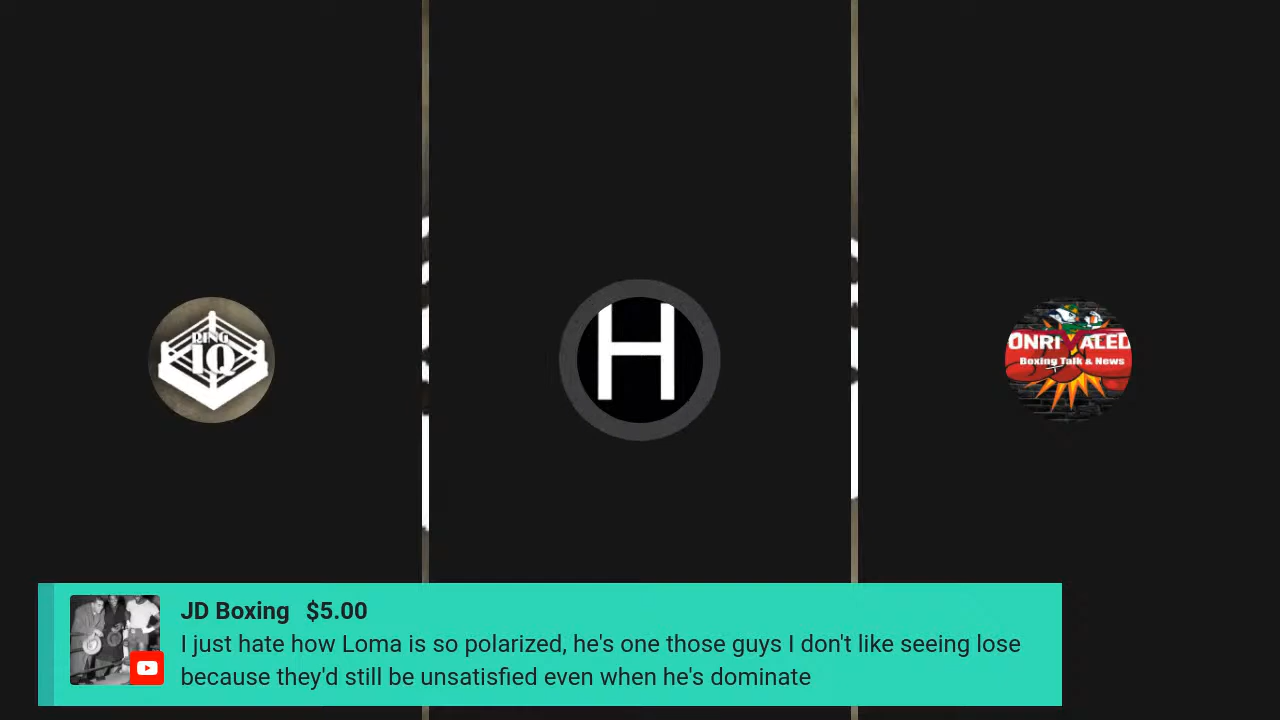 RING
IQ
H
ONRIVALED
Boxing Talk & News
JD Boxing $5.00
I just hate how Loma is so polarized, he's one those guys I don't like seeing lose
because they'd still be unsatisfied even when he's dominate